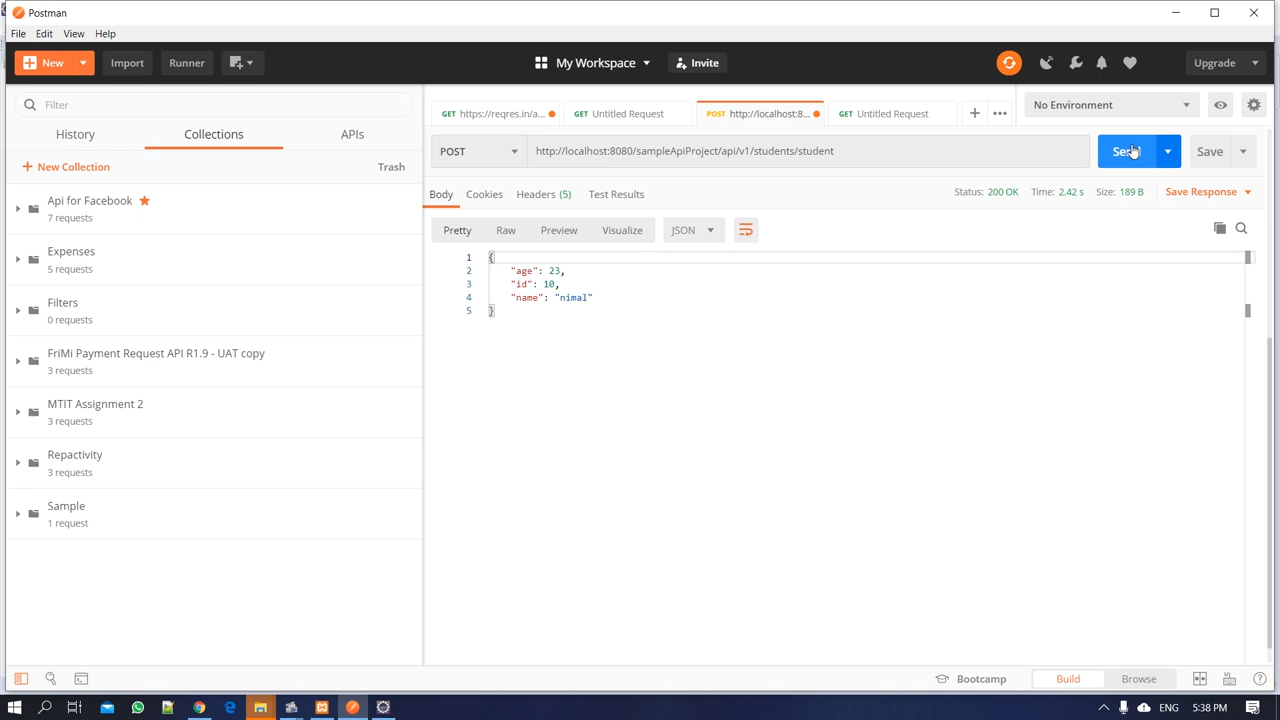 Postman
File Edit View Help
New Import Runner My Workspace Invite Upgrade
Filter
History Collections APIs
New Collection Trash
Api for Facebook
7 requests
Expenses
5 requests
Filters
0 requests
FriMi Payment Request API R1.9 - UAT copy
3 requests
MTIT Assignment 2
3 requests
Repactivity
3 requests
Sample
1 request
GET https://reqres.in/a... GET Untitled Request POST http://localhost:8... GET Untitled Request No Environment
POST http://localhost:8080/sampleApiProject/api/v1/students/student Send Save
Body Cookies Headers (5) Test Results Status: 200 OK Time: 2.42 s Size: 189 B Save Response
Pretty Raw Preview Visualize JSON
1 {
2 "age": 23,
3 "id": 10,
4 "name": "nimal"
5 }
Bootcamp Build Browse
5:38 PM